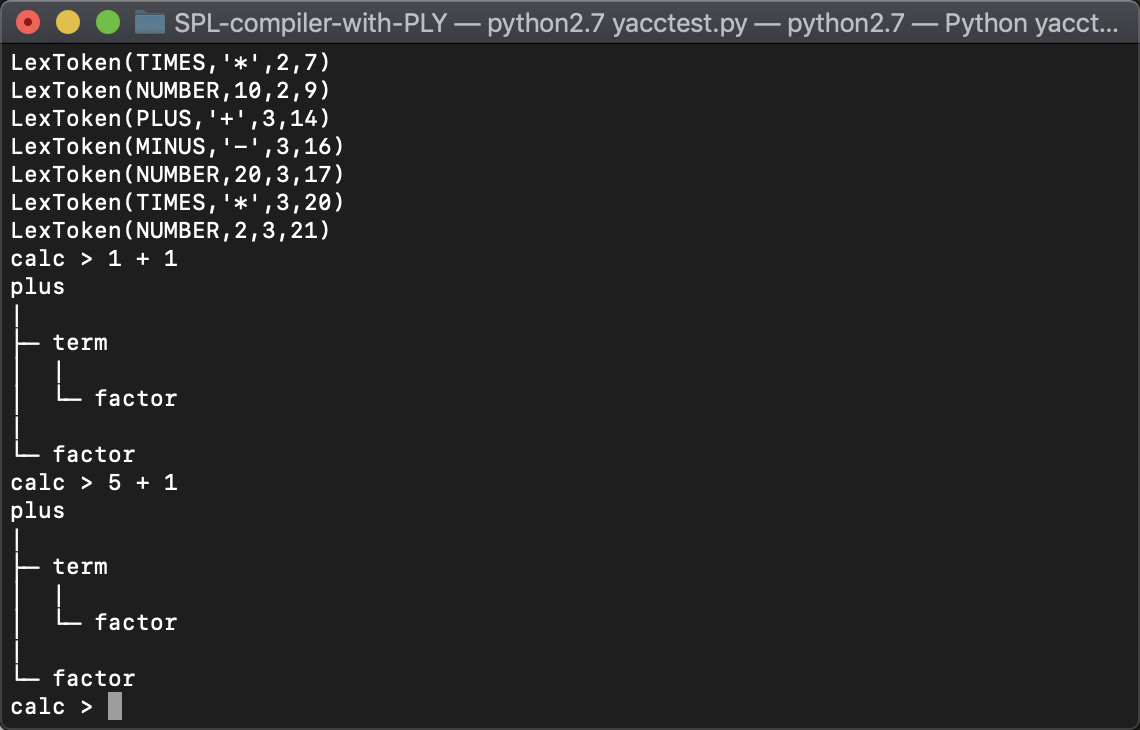 SPL-compiler-with-PLY — python2.7 yacctest.py — python2.7 — Python yacct...
LexToken(TIMES,'*',2,7)
LexToken(NUMBER,10,2,9)
LexToken(PLUS,'+',3,14)
LexToken(MINUS,'-',3,16)
LexToken(NUMBER,20,3,17)
LexToken(TIMES,'*',3,20)
LexToken(NUMBER,2,3,21)
calc > 1 + 1
plus
│
├─ term
│  │
│  └─ factor
│
└─ factor
calc > 5 + 1
plus
│
├─ term
│  │
│  └─ factor
│
└─ factor
calc >